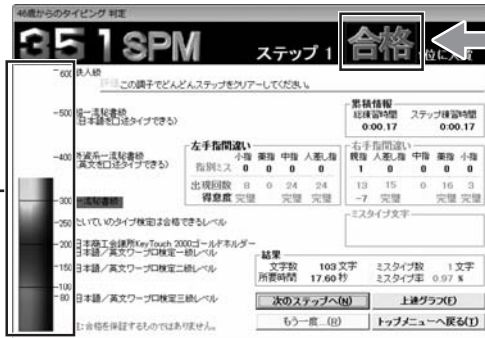 46歳からのタイピング 判定
351 SPM ステップ1 合格
この調子でどんどんステップをクリアーしてください。
600 鉄人級
500
(日本語を口述タイプできる)
400 外資系一流秘書級
(英文を口述タイプできる)
300 一流秘書級
250 たいていのタイプ検定は合格できるレベル
200 日本商工会議所KeyTouch 2000ゴールドホルダー
日本語/英文ワープロ検定一級レベル
150 日本語/英文ワープロ検定二級レベル
100
80 日本語/英文ワープロ検定三級レベル
合格を保証するものではありません。
累積情報
総練習時間 ステップ練習時間
0:00.17 0:00.17
左手指間違い
小指 薬指 中指 人差し指
指別ミス 0 0 0 0
出現回数 8 0 24 24
得意度 完璧 完璧 完璧
右手指間違い
親指 人差し指 中指 薬指 小指
1 0 0 0 0
13 15 0 16 3
-7 完璧 完璧 完璧
ミスタイプ文字
結果
文字数 103文字 ミスタイプ数 1文字
所要時間 17.60秒 ミスタイプ率 0.97 %
次のステップへ(N) 上達グラフ(E)
もう一度...(R) トップメニューへ戻る(T)